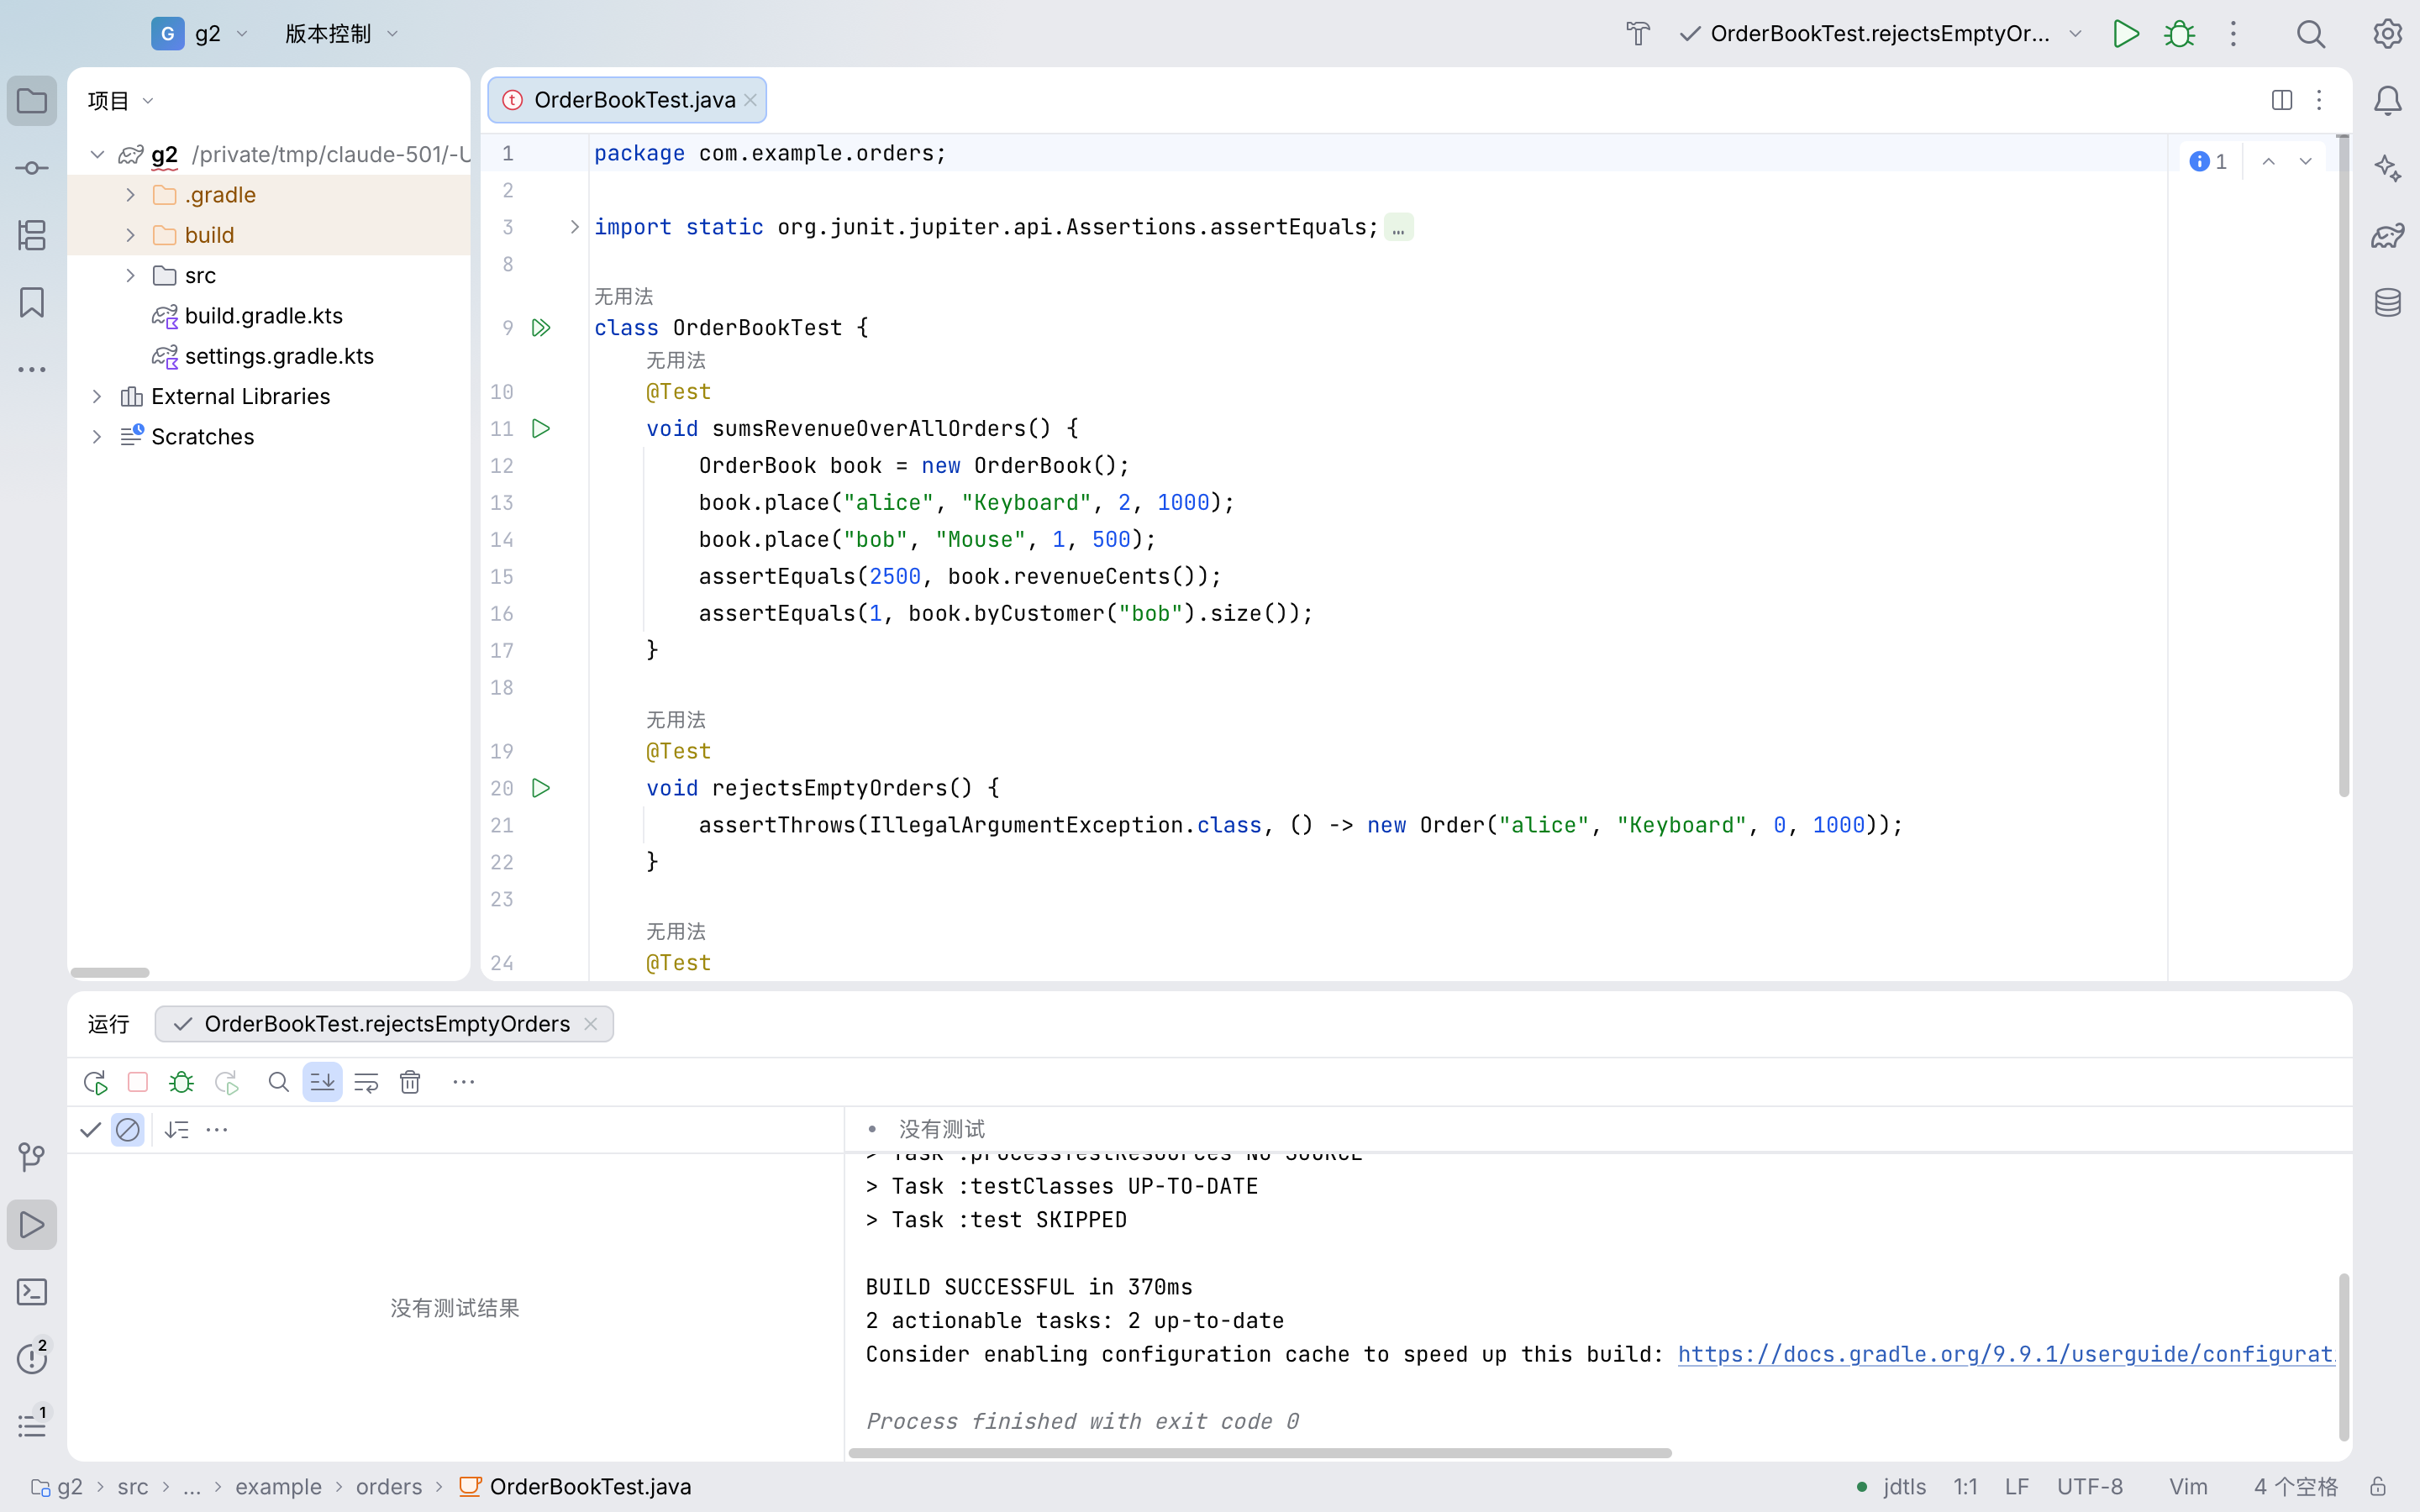 G g2 版本控制 OrderBookTest.rejectsEmptyOr...
项目
OrderBookTest.java
g2 /private/tmp/claude-501/-U
.gradle
build
src
build.gradle.kts
settings.gradle.kts
External Libraries
Scratches
1 package com.example.orders;
1
2
3 import static org.junit.jupiter.api.Assertions.assertEquals;...
8
无用法
9 class OrderBookTest {
无用法
10 @Test
11 void sumsRevenueOverAllOrders() {
12 OrderBook book = new OrderBook();
13 book.place("alice", "Keyboard", 2, 1000);
14 book.place("bob", "Mouse", 1, 500);
15 assertEquals(2500, book.revenueCents());
16 assertEquals(1, book.byCustomer("bob").size());
17 }
18
无用法
19 @Test
20 void rejectsEmptyOrders() {
21 assertThrows(IllegalArgumentException.class, () -> new Order("alice", "Keyboard", 0, 1000));
22 }
23
无用法
24 @Test
运行 OrderBookTest.rejectsEmptyOrders
没有测试
没有测试结果
> Task :processTestResources NO-SOURCE
> Task :testClasses UP-TO-DATE
> Task :test SKIPPED
BUILD SUCCESSFUL in 370ms
2 actionable tasks: 2 up-to-date
Consider enabling configuration cache to speed up this build: https://docs.gradle.org/9.9.1/userguide/configurat
Process finished with exit code 0
2
1
g2 > src > ... > example > orders > OrderBookTest.java
jdtls 1:1 LF UTF-8 Vim 4 个空格